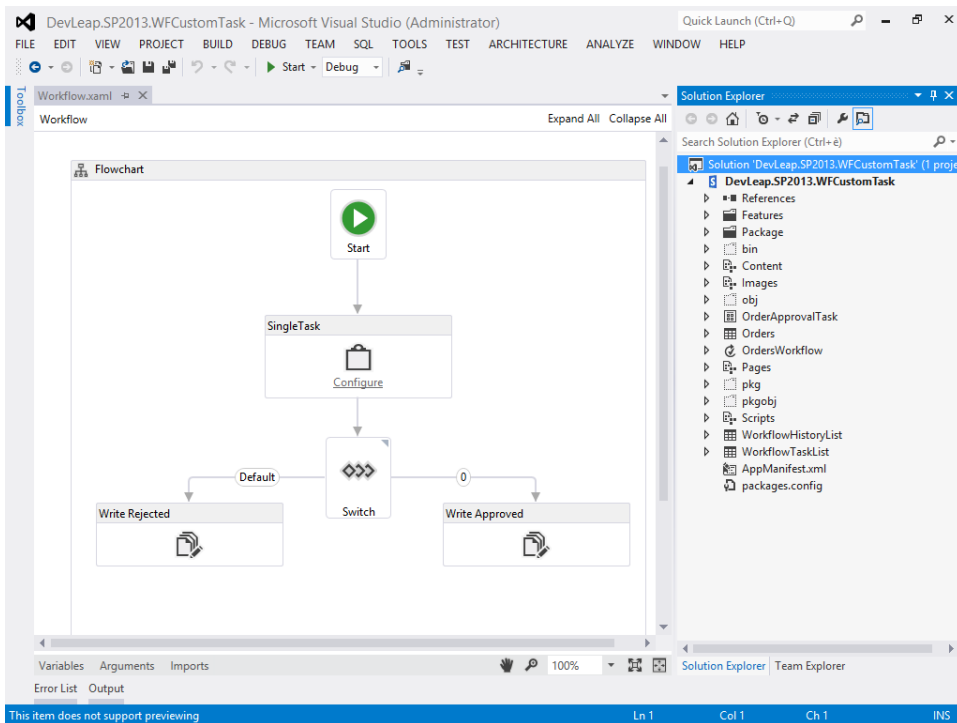 DevLeap.SP2013.WFCustomTask - Microsoft Visual Studio (Administrator)
Quick Launch (Ctrl+Q)
FILE EDIT VIEW PROJECT BUILD DEBUG TEAM SQL TOOLS TEST ARCHITECTURE ANALYZE WINDOW HELP
Start Debug
Toolbox
Workflow.xaml
Workflow
Expand All Collapse All
Flowchart
Start
SingleTask
Configure
Default
0
Switch
Write Rejected
Write Approved
Variables Arguments Imports
100%
Error List Output
Solution Explorer
Search Solution Explorer (Ctrl+è)
Solution 'DevLeap.SP2013.WFCustomTask' (1 proje
DevLeap.SP2013.WFCustomTask
References
Features
Package
bin
Content
Images
obj
OrderApprovalTask
Orders
OrdersWorkflow
Pages
pkg
pkgobj
Scripts
WorkflowHistoryList
WorkflowTaskList
AppManifest.xml
packages.config
Solution Explorer Team Explorer
This item does not support previewing
Ln 1 Col 1 Ch 1 INS